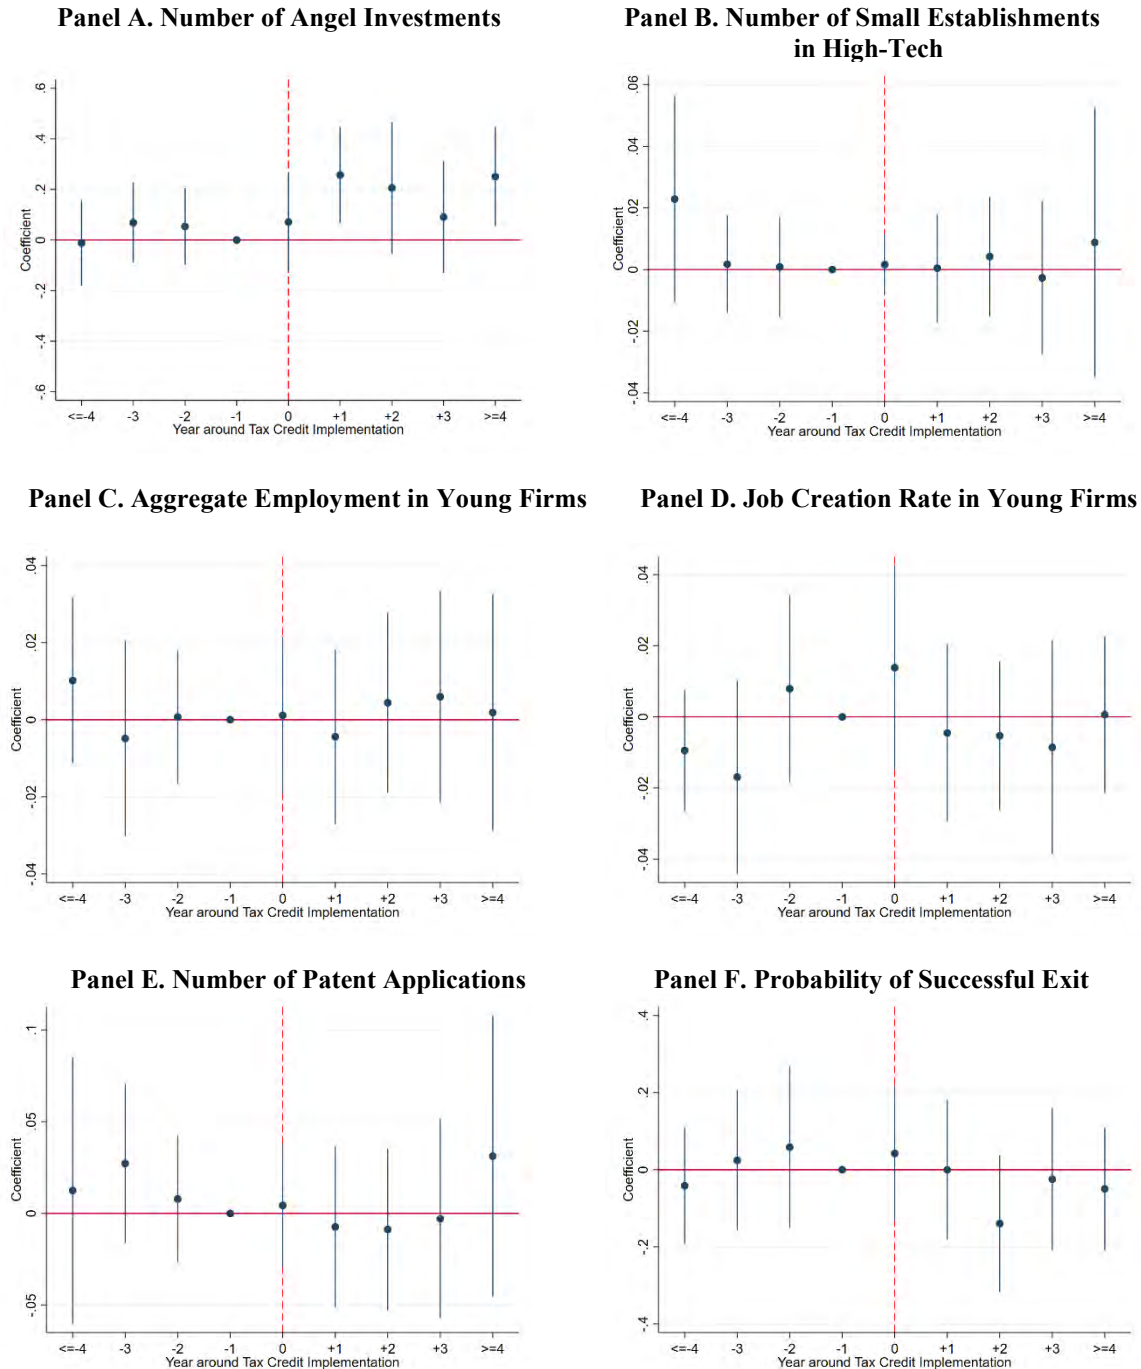 Panel A. Number of Angel Investments
Coefficient
.6
.4
.2
0
-.2
-.4
-.6
<=-4 -3 -2 -1 0 +1 +2 +3 >=4
Year around Tax Credit Implementation
Panel B. Number of Small Establishments
in High-Tech
Coefficient
.06
.04
.02
0
-.02
-.04
<=-4 -3 -2 -1 0 +1 +2 +3 >=4
Year around Tax Credit Implementation
Panel C. Aggregate Employment in Young Firms
Coefficient
.04
.02
0
-.02
-.04
<=-4 -3 -2 -1 0 +1 +2 +3 >=4
Year around Tax Credit Implementation
Panel D. Job Creation Rate in Young Firms
Coefficient
.04
.02
0
-.02
-.04
<=-4 -3 -2 -1 0 +1 +2 +3 >=4
Year around Tax Credit Implementation
Panel E. Number of Patent Applications
Coefficient
.1
.05
0
-.05
<=-4 -3 -2 -1 0 +1 +2 +3 >=4
Year around Tax Credit Implementation
Panel F. Probability of Successful Exit
Coefficient
.4
.2
0
-.2
-.4
<=-4 -3 -2 -1 0 +1 +2 +3 >=4
Year around Tax Credit Implementation